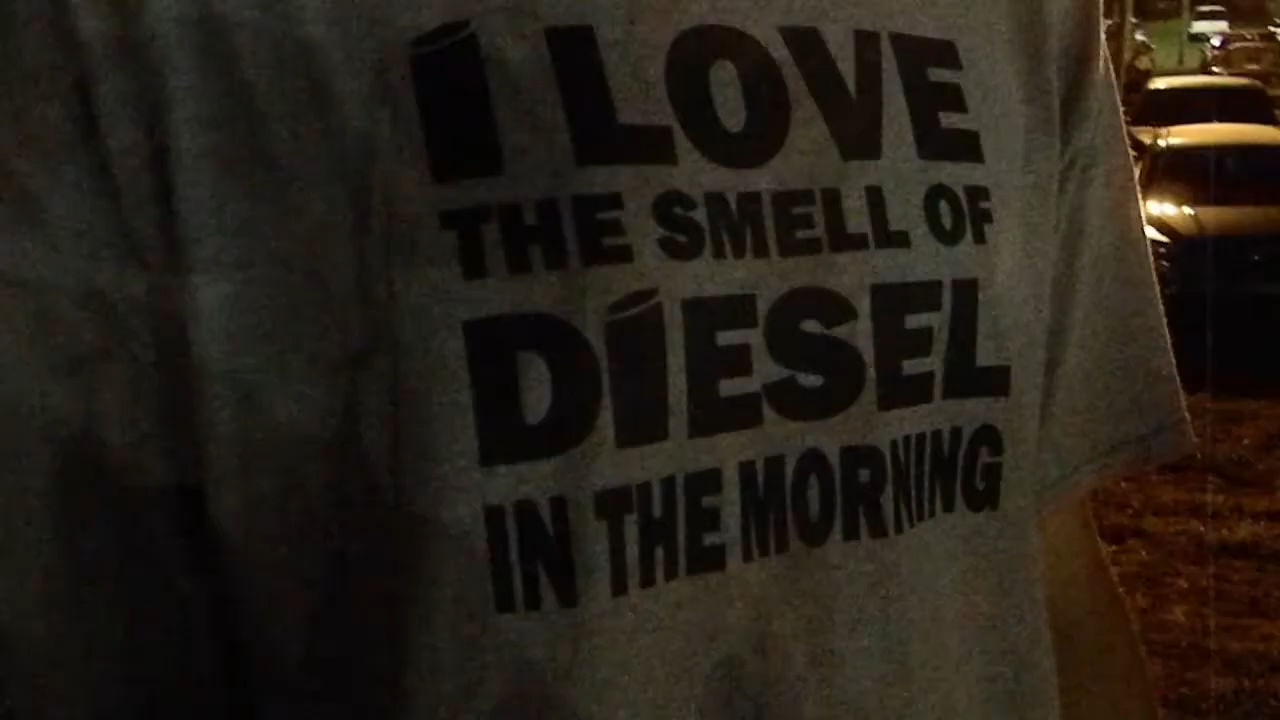 I LOVE
THE SMELL OF
DIESEL
IN THE MORNING